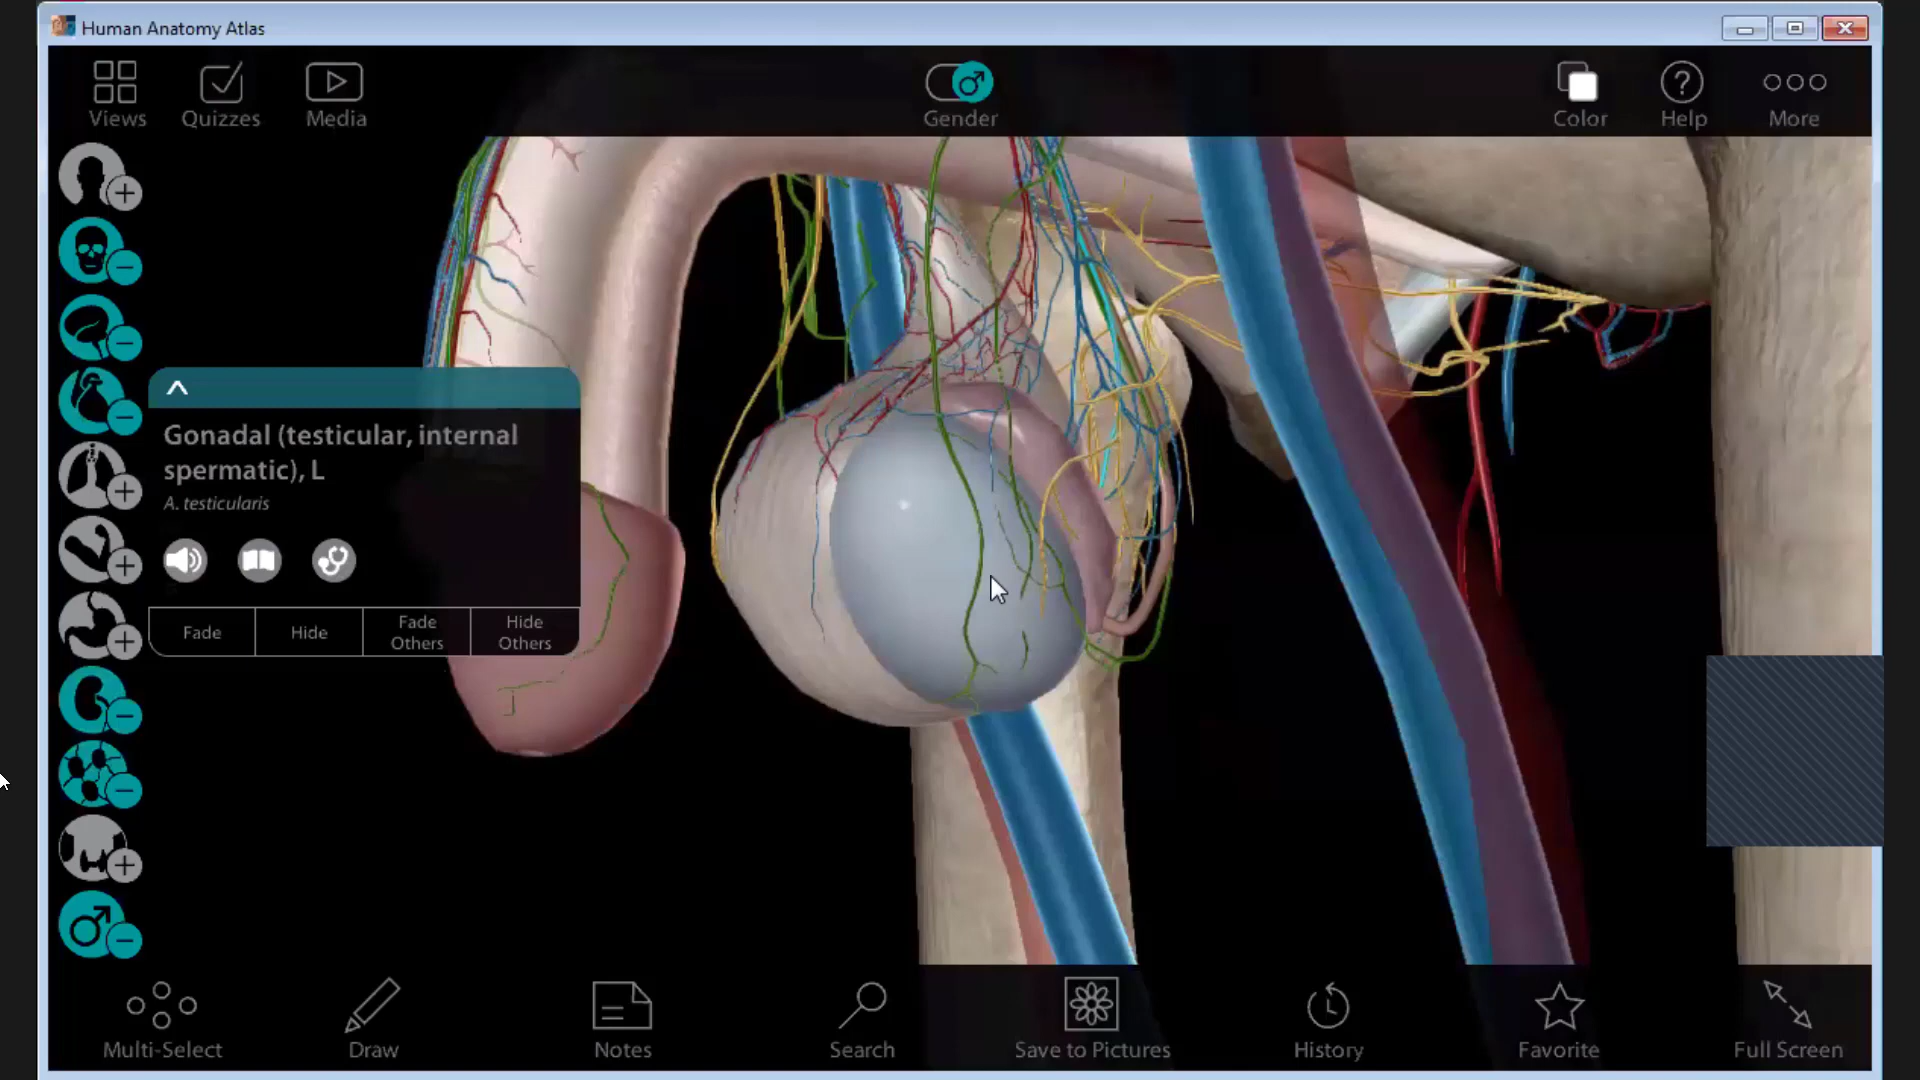 Human Anatomy Atlas
Views
Quizzes
Media
Gender
Color
Help
More
Gonadal (testicular, internal
spermatic), L
A. testicularis
Fade
Hide
Fade
Others
Hide
Others
Multi-Select
Draw
Notes
Search
Save to Pictures
History
Favorite
Full Screen